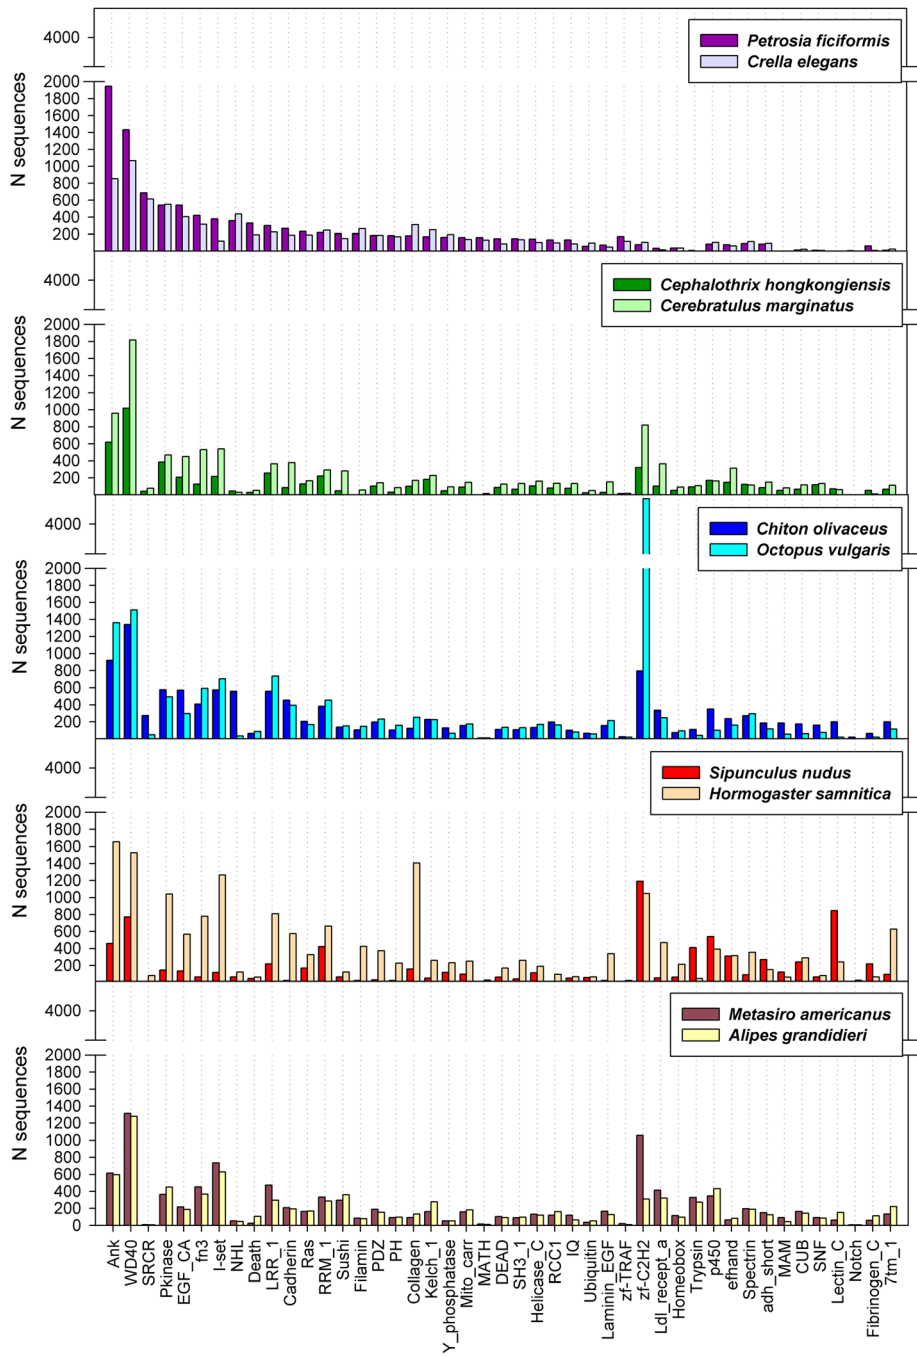 4000
Petrosia ficiformis
Crella elegans
N sequences
2000
1800
1600
1400
1200
1000
800
600
400
200
4000
Cephalothrix hongkongiensis
Cerebratulus marginatus
N sequences
2000
1800
1600
1400
1200
1000
800
600
400
200
4000
Chiton olivaceus
Octopus vulgaris
N sequences
2000
1800
1600
1400
1200
1000
800
600
400
200
4000
Sipunculus nudus
Hormogaster samnitica
N sequences
2000
1800
1600
1400
1200
1000
800
600
400
200
4000
Metasiro americanus
Alipes grandidieri
N sequences
2000
1800
1600
1400
1200
1000
800
600
400
200
0
Ank
WD40
SRCR
Pkinase
EGF_CA
fn3
I-set
NHL
Death
LRR_1
Cadherin
Ras
RRM_1
Sushi
Filamin
PDZ
PH
Collagen
Kelch_1
Y_phosphatase
Mito_carr
MATH
DEAD
SH3_1
Helicase_C
RCC1
IQ
Ubiquitin
Laminin_EGF
zf-TRAF
zf-C2H2
Ldl_recept_a
Homeobox
Trypsin
p450
efhand
Spectrin
adh_short
MAM
CUB
SNF
Lectin_C
Notch
Fibrinogen_C
7tm_1